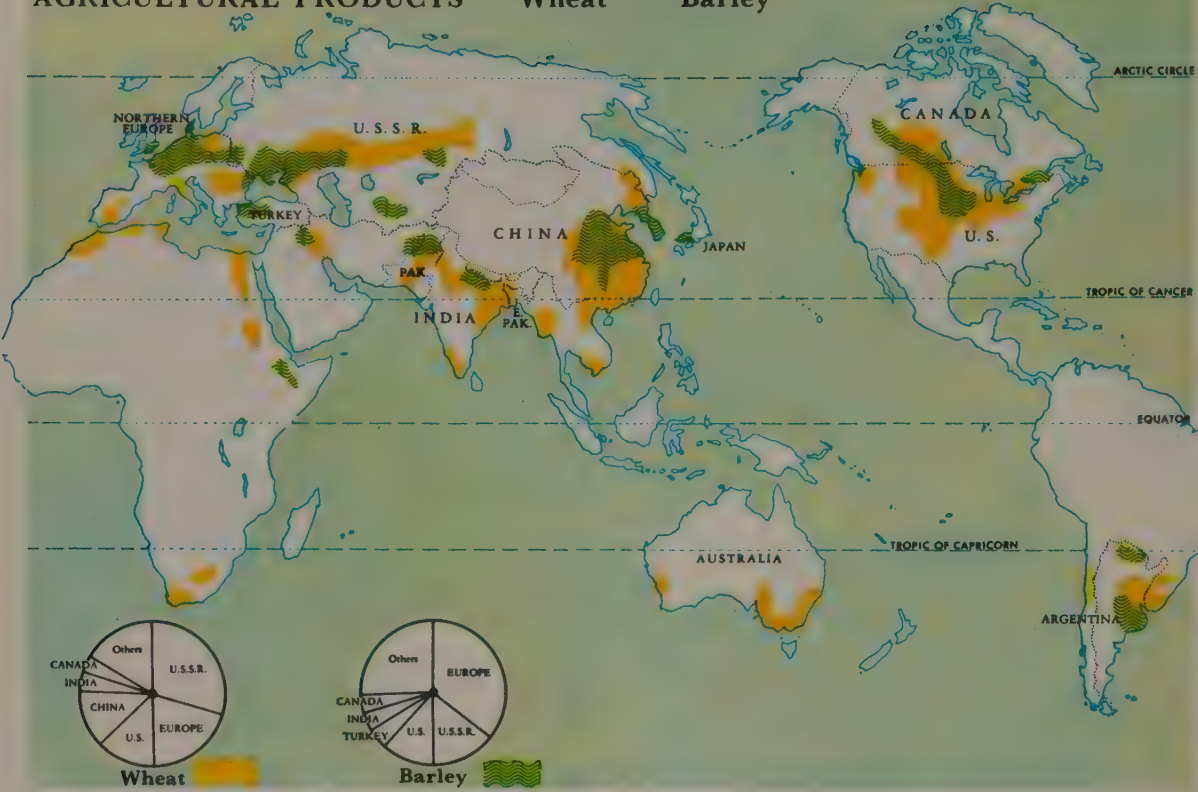 AGRICULTURAL PRODUCTS Wheat Barley
ARCTIC CIRCLE
NORTHERN
EUROPE
U.S.S.R.
CANADA
TURKEY
CHINA
JAPAN
U.S.
PAK.
INDIA
E.
PAK.
TROPIC OF CANCER
EQUATOR
AUSTRALIA
TROPIC OF CAPRICORN
ARGENTINA
Others
U.S.S.R.
CANADA
INDIA
CHINA
U.S.
EUROPE
Wheat
Others
EUROPE
CANADA
INDIA
TURKEY
U.S.
U.S.S.R.
Barley